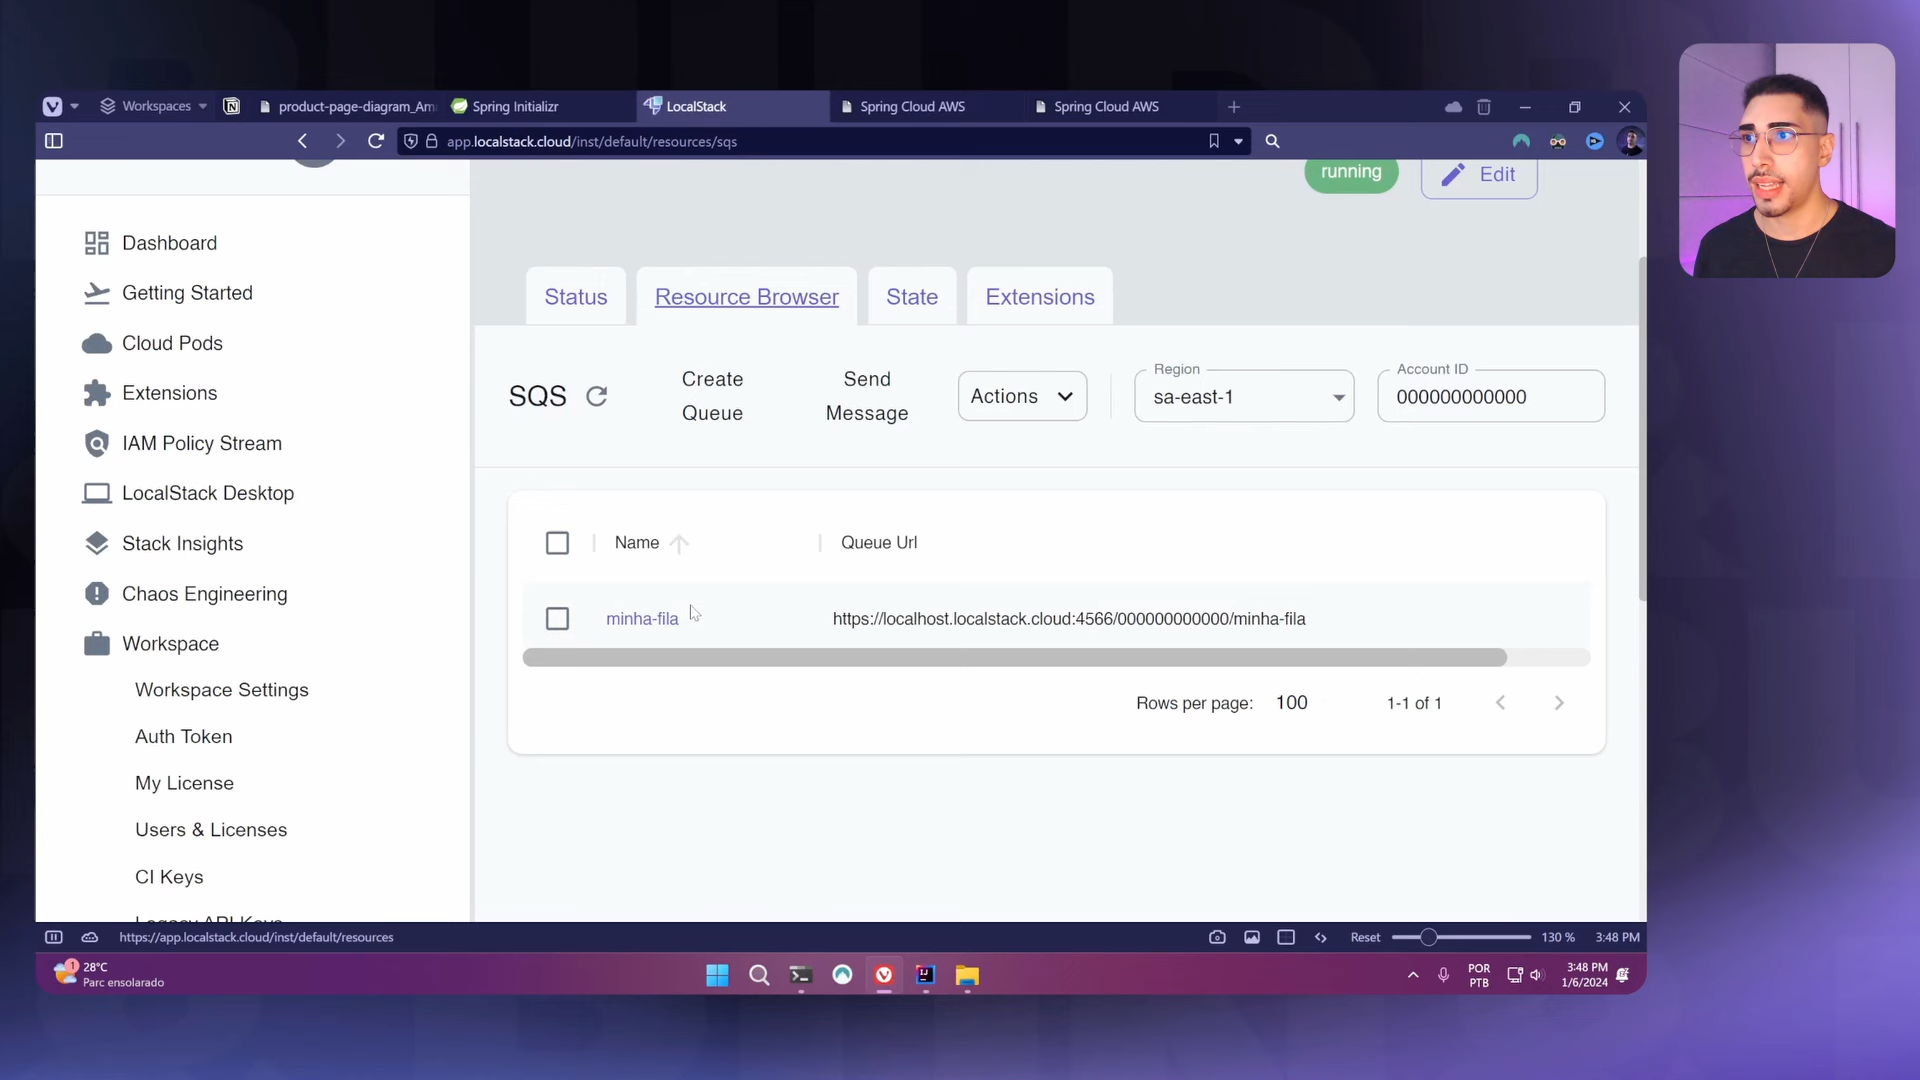 Workspaces
product-page-diagram_Am
Spring Initializr
LocalStack
Spring Cloud AWS
Spring Cloud AWS
app.localstack.cloud/inst/default/resources/sqs
running
Edit
Dashboard
Getting Started
Cloud Pods
Extensions
IAM Policy Stream
LocalStack Desktop
Stack Insights
Chaos Engineering
Workspace
Workspace Settings
Auth Token
My License
Users & Licenses
CI Keys
Legacy API Keys
Status
Resource Browser
State
Extensions
SQS
Create
Queue
Send
Message
Actions
Region
sa-east-1
Account ID
000000000000
Name
Queue Url
minha-fila
https://localhost.localstack.cloud:4566/000000000000/minha-fila
Rows per page:
100
1-1 of 1
https://app.localstack.cloud/inst/default/resources
Reset
130 %
3:48 PM
1
28°C
Parc ensolarado
POR
PTB
3:48 PM
1/6/2024